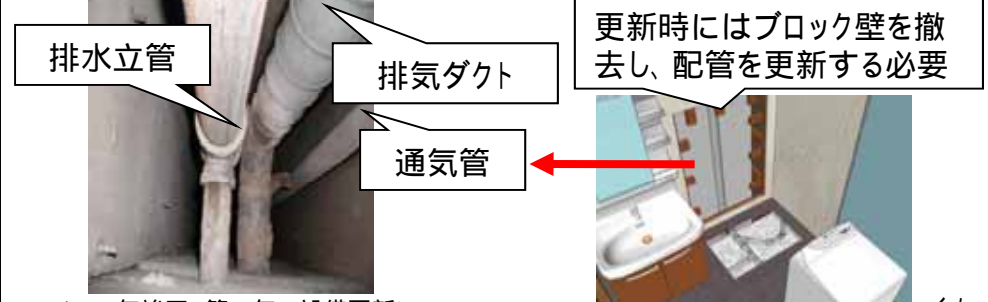 排水立管
排気ダクト
通気管
更新時にはブロック壁を撤
去し、配管を更新する必要